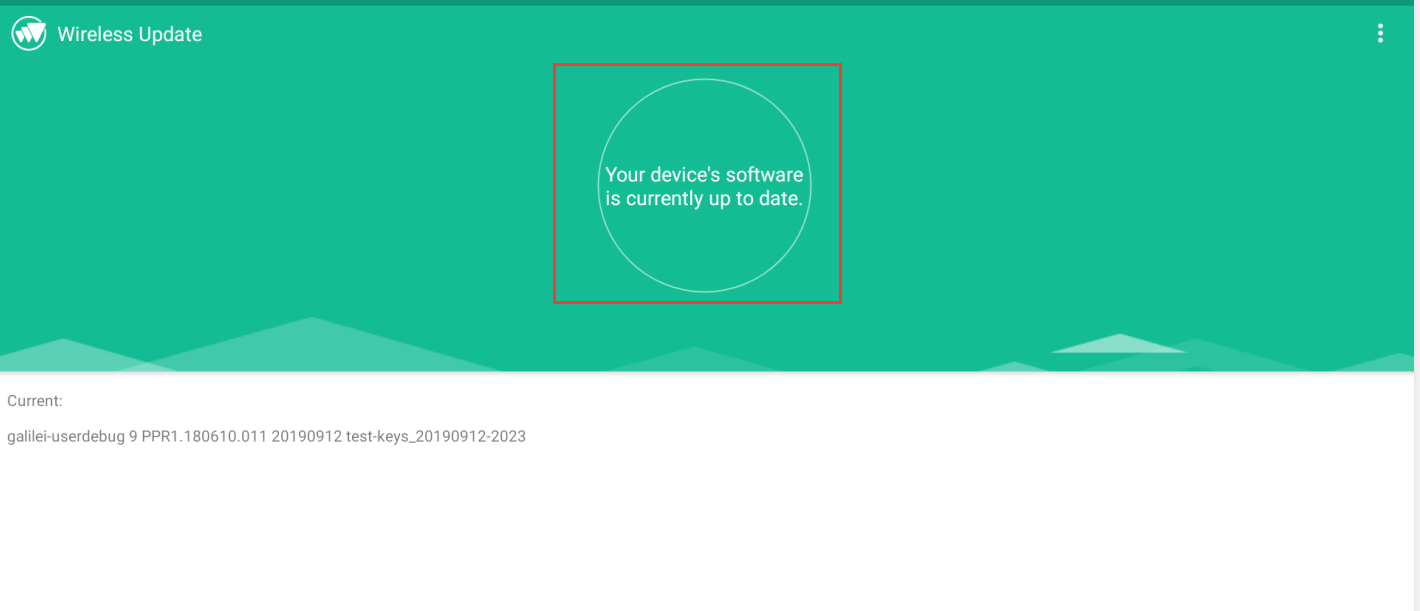 Wireless Update
Your device's software
is currently up to date.
Current:
galilei-userdebug 9 PPR1.180610.011 20190912 test-keys_20190912-2023